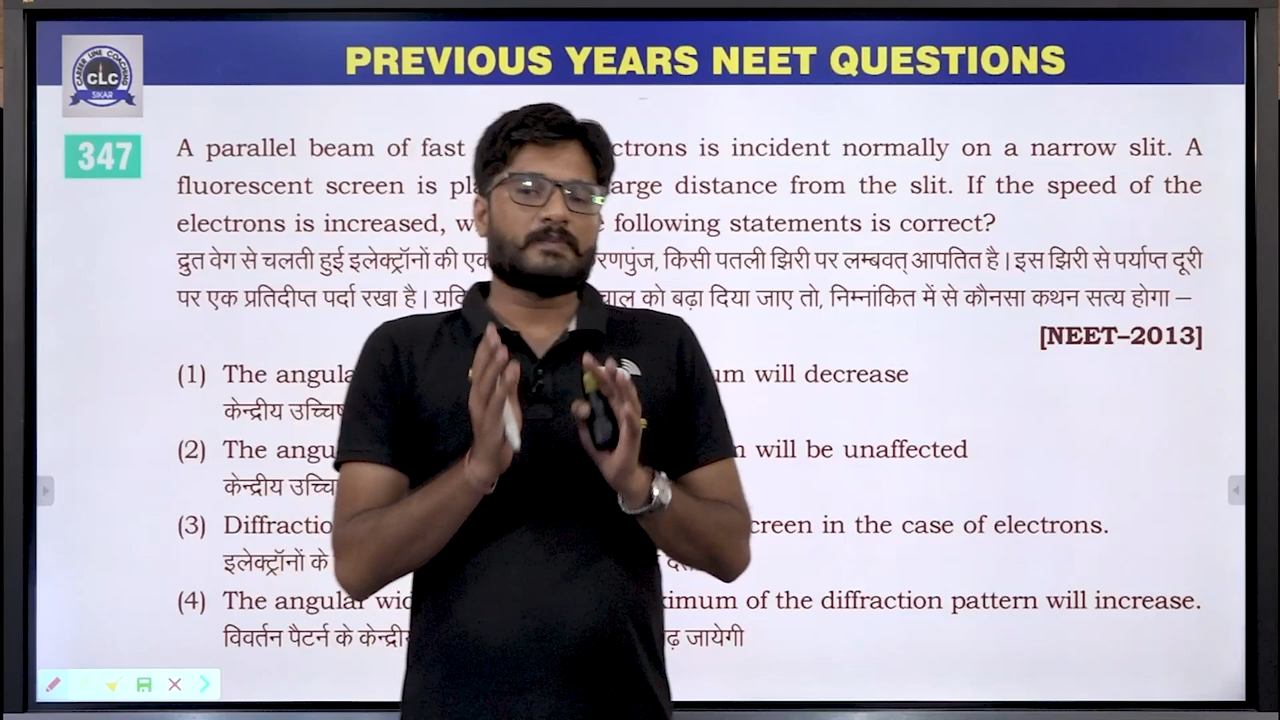 PREVIOUS YEARS NEET QUESTIONS
CAREER LINE COACHING
CLC
SIKAR
347
A parallel beam of fast ctrons is incident normally on a narrow slit. A
fluorescent screen is pla arge distance from the slit. If the speed of the
electrons is increased, w following statements is correct?
द्रुत वेग से चलती हुई इलेक्ट्रॉनों की एक रणपुंज, किसी पतली झिरी पर लम्बवत् आपतित है। इस झिरी से पर्याप्त दूरी
पर एक प्रतिदीप्त पर्दा रखा है। यदि चाल को बढ़ा दिया जाए तो, निम्नांकित में से कौनसा कथन सत्य होगा –
[NEET–2013]
(1) The angula um will decrease
केन्द्रीय उच्चि
(2) The angu m will be unaffected
केन्द्रीय उच्चि
(3) Diffractio creen in the case of electrons.
इलेक्ट्रॉनों के
(4) The angular wid ximum of the diffraction pattern will increase.
विवर्तन पैटर्न के केन्द्रीय ढ़ जायेगी